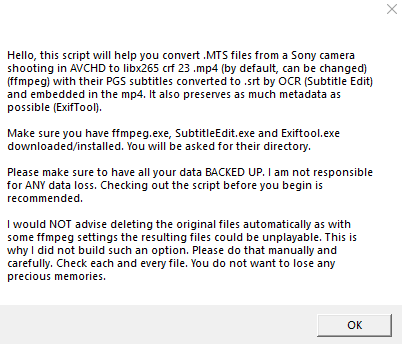 Hello, this script will help you convert .MTS files from a Sony camera
shooting in AVCHD to libx265 crf 23 .mp4 (by default, can be changed)
(ffmpeg) with their PGS subtitles converted to .srt by OCR (Subtitle Edit)
and embedded in the mp4. It also preserves as much metadata as
possible (ExifTool).
Make sure you have ffmpeg.exe, SubtitleEdit.exe and Exiftool.exe
downloaded/installed. You will be asked for their directory.
Please make sure to have all your data BACKED UP. I am not responsible
for ANY data loss. Checking out the script before you begin is
recommended.
I would NOT advise deleting the original files automatically as with
some ffmpeg settings the resulting files could be unplayable. This is
why I did not build such an option. Please do that manually and
carefully. Check each and every file. You do not want to lose any
precious memories.
OK